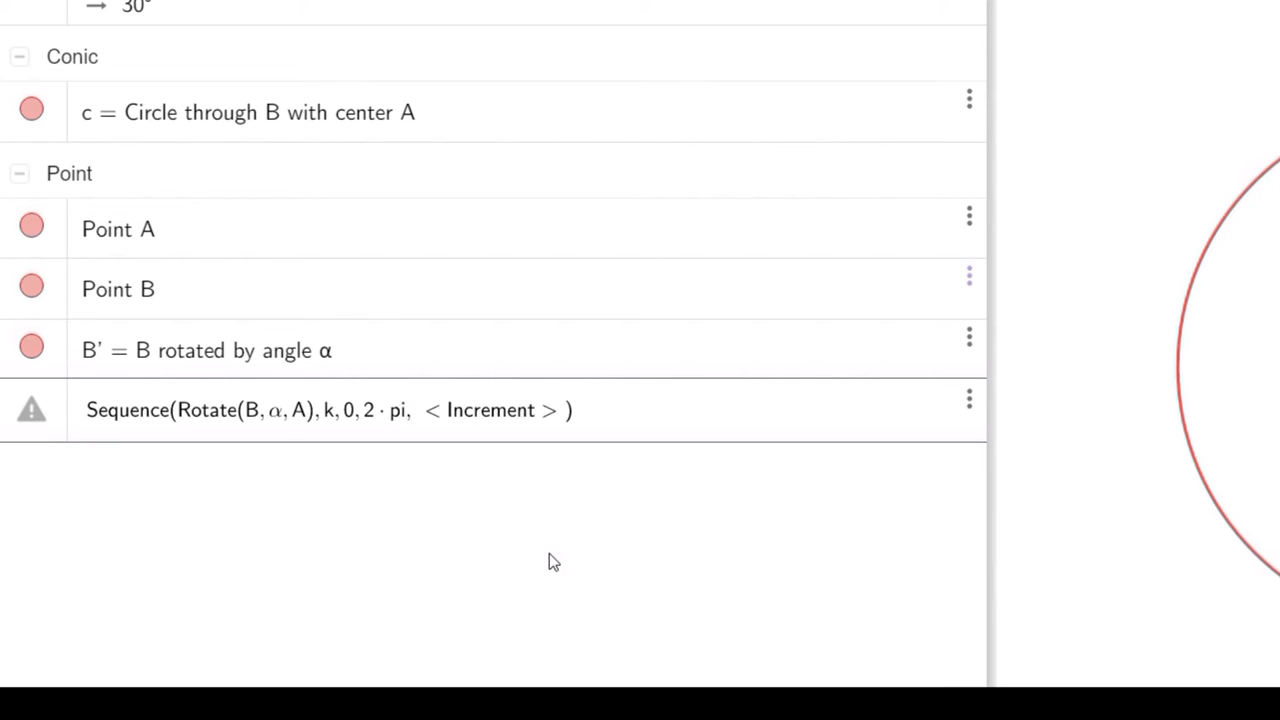 → 30°
Conic
c = Circle through B with center A
Point
Point A
Point B
B' = B rotated by angle α
Sequence(Rotate(B, α, A), k, 0, 2 · pi, < Increment > )